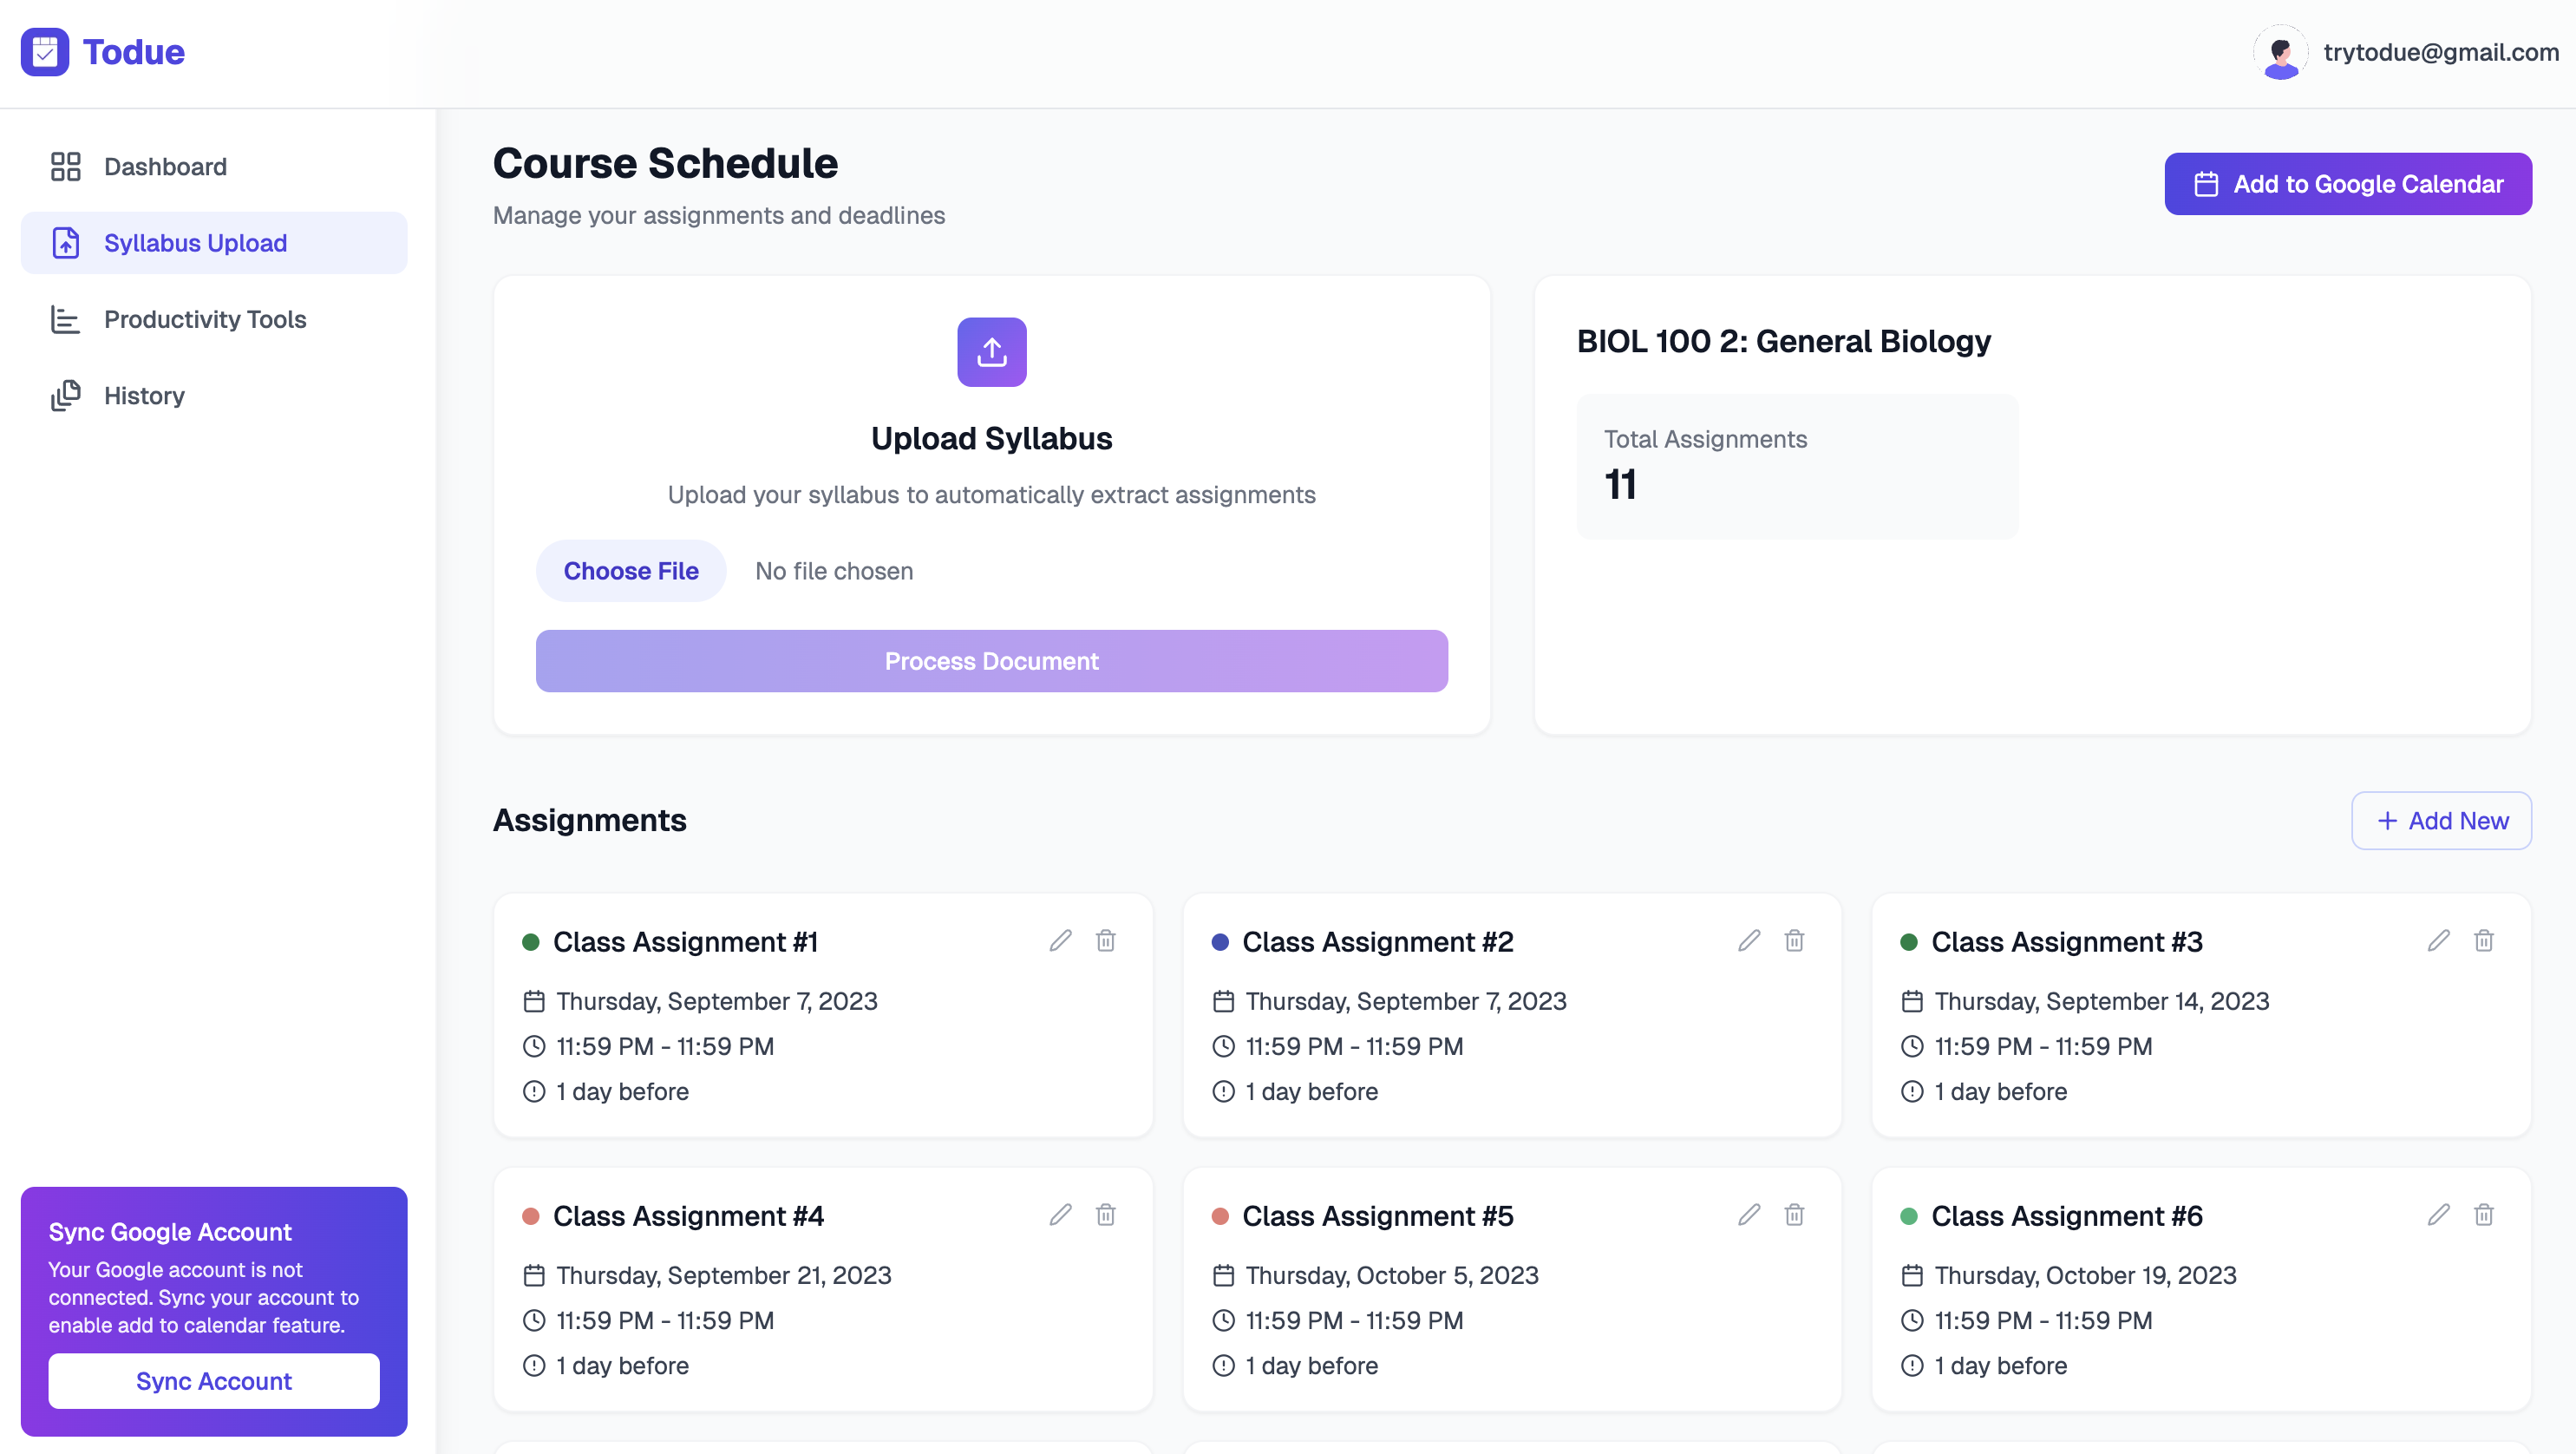 Todue
trytodue@gmail.com
Dashboard
Syllabus Upload
Productivity Tools
History
Sync Google Account
Your Google account is not
connected. Sync your account to
enable add to calendar feature.
Sync Account
Course Schedule
Manage your assignments and deadlines
Add to Google Calendar
Upload Syllabus
Upload your syllabus to automatically extract assignments
Choose File No file chosen
Process Document
BIOL 100 2: General Biology
Total Assignments
11
Assignments
Add New
Class Assignment #1
Thursday, September 7, 2023
11:59 PM - 11:59 PM
1 day before
Class Assignment #2
Thursday, September 7, 2023
11:59 PM - 11:59 PM
1 day before
Class Assignment #3
Thursday, September 14, 2023
11:59 PM - 11:59 PM
1 day before
Class Assignment #4
Thursday, September 21, 2023
11:59 PM - 11:59 PM
1 day before
Class Assignment #5
Thursday, October 5, 2023
11:59 PM - 11:59 PM
1 day before
Class Assignment #6
Thursday, October 19, 2023
11:59 PM - 11:59 PM
1 day before